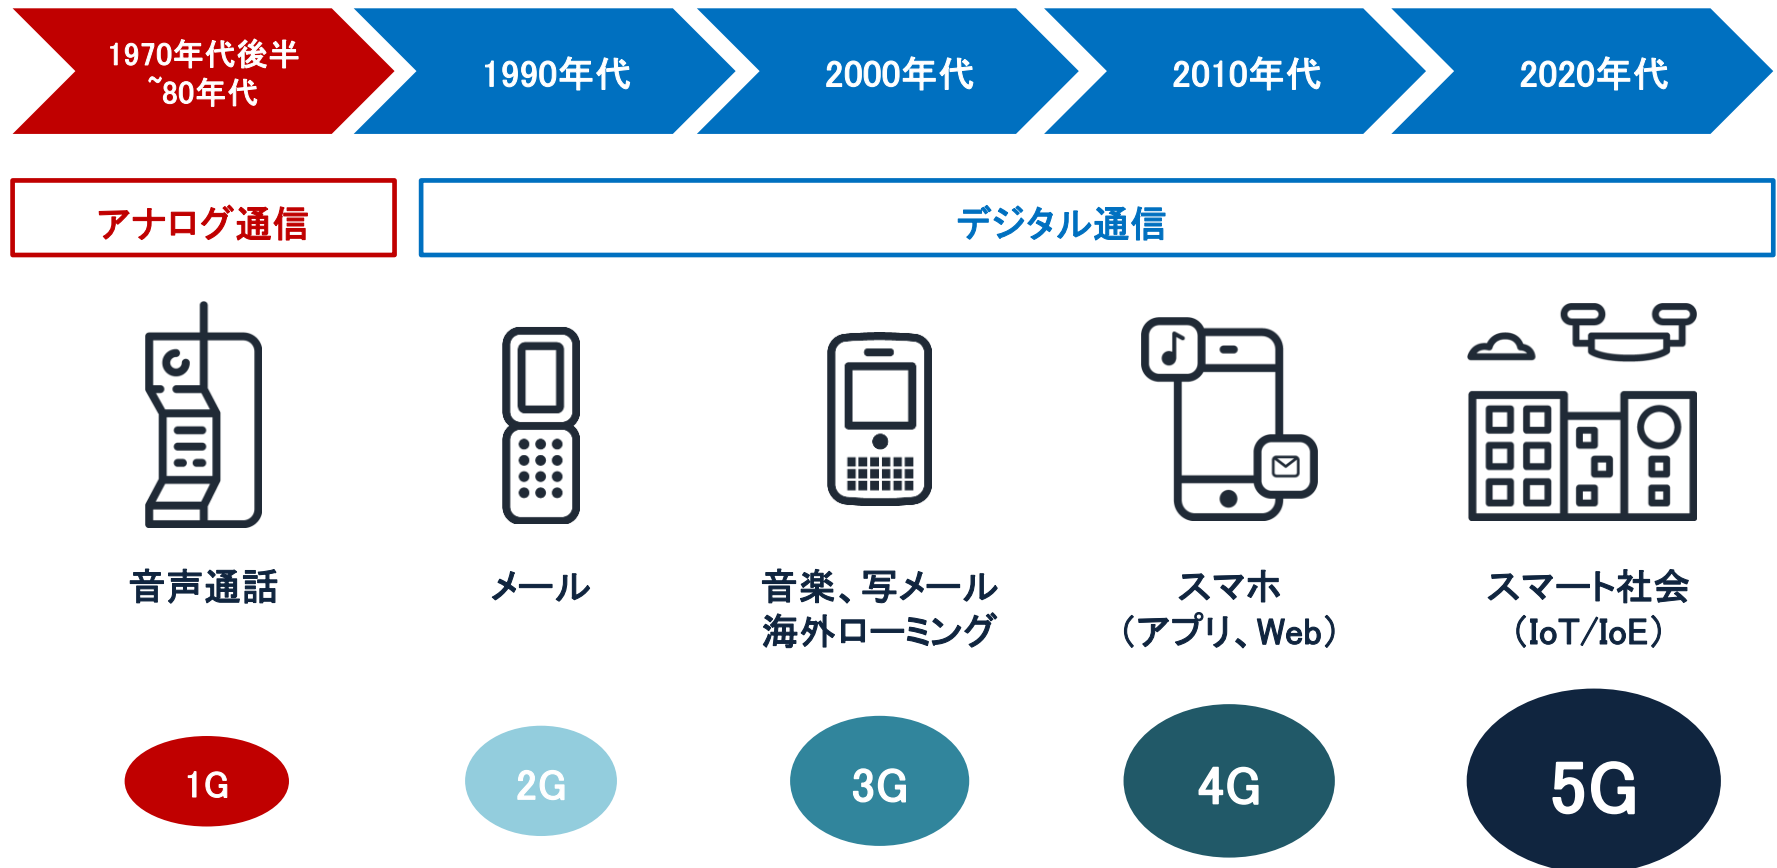 1970年代後半
~80年代
1990年代
2000年代
2010年代
2020年代
アナログ通信
デジタル通信
音声通話
メール
音楽、写メール
海外ローミング
スマホ
（アプリ、Web）
スマート社会
（IoT/IoE）
1G
2G
3G
4G
5G